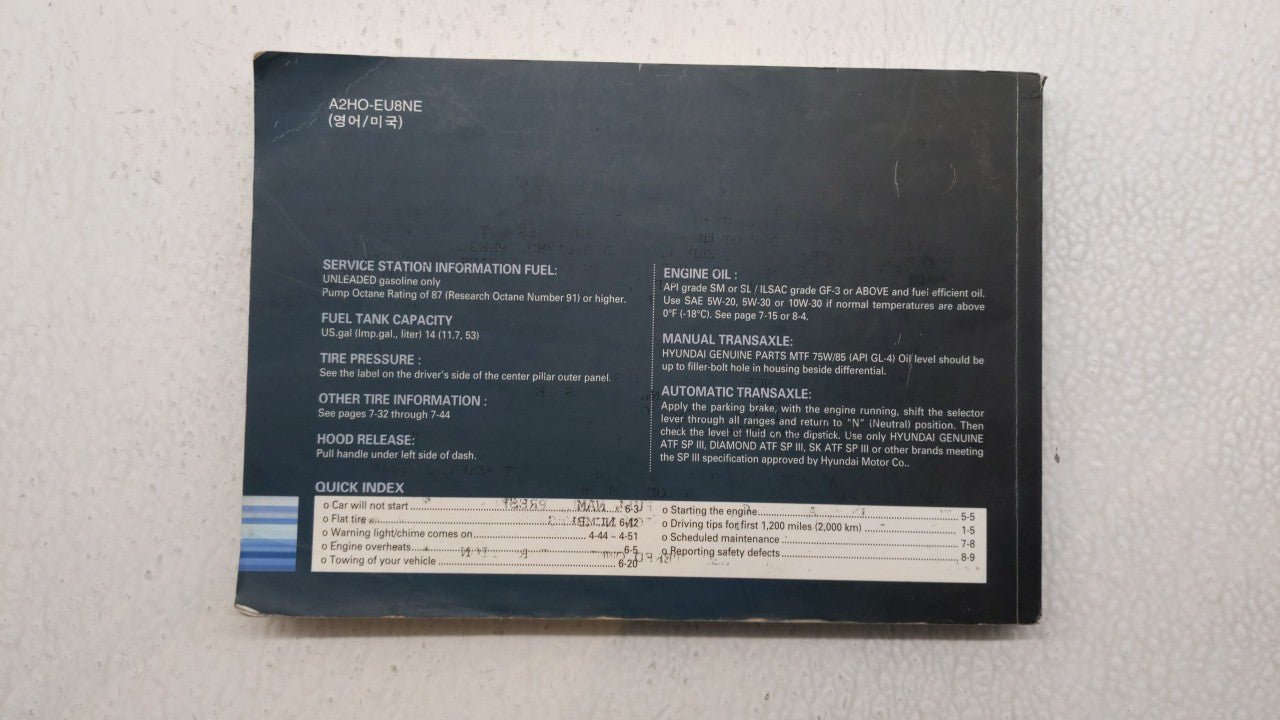 A2HO-EU8NE
(영어/미국)
SERVICE STATION INFORMATION FUEL:
UNLEADED gasoline only
Pump Octane Rating of 87 (Research Octane Number 91) or higher.
FUEL TANK CAPACITY
US.gal (Imp.gal., liter) 14 (11.7, 53)
TIRE PRESSURE :
See the label on the driver's side of the center pillar outer panel.
OTHER TIRE INFORMATION :
See pages 7-32 through 7-44
HOOD RELEASE:
Pull handle under left side of dash.
ENGINE OIL :
API grade SM or SL / ILSAC grade GF-3 or ABOVE and fuel efficient oil.
Use SAE 5W-20, 5W-30 or 10W-30 if normal temperatures are above
0°F (-18°C). See page 7-15 or 8-4.
MANUAL TRANSAXLE:
HYUNDAI GENUINE PARTS MTF 75W/85 (API GL-4) Oil level should be
up to filler-bolt hole in housing beside differential.
AUTOMATIC TRANSAXLE:
Apply the parking brake, with the engine running, shift the selector
lever through all ranges and return to "N" (Neutral) position. Then
check the level of fluid on the dipstick. Use only HYUNDAI GENUINE
ATF SP III, DIAMOND ATF SP III, SK ATF SP III or other brands meeting
the SP III specification approved by Hyundai Motor Co..
QUICK INDEX
o Car will not start ........ 6-3
o Flat tire ........ 6-12
o Warning light/chime comes on ........ 4-44 ~ 4-51
o Engine overheats ........ 6-5
o Towing of your vehicle ........ 6-20
o Starting the engine ........ 5-5
o Driving tips for first 1,200 miles (2,000 km) ........ 1-5
o Scheduled maintenance ........ 7-8
o Reporting safety defects ........ 8-9